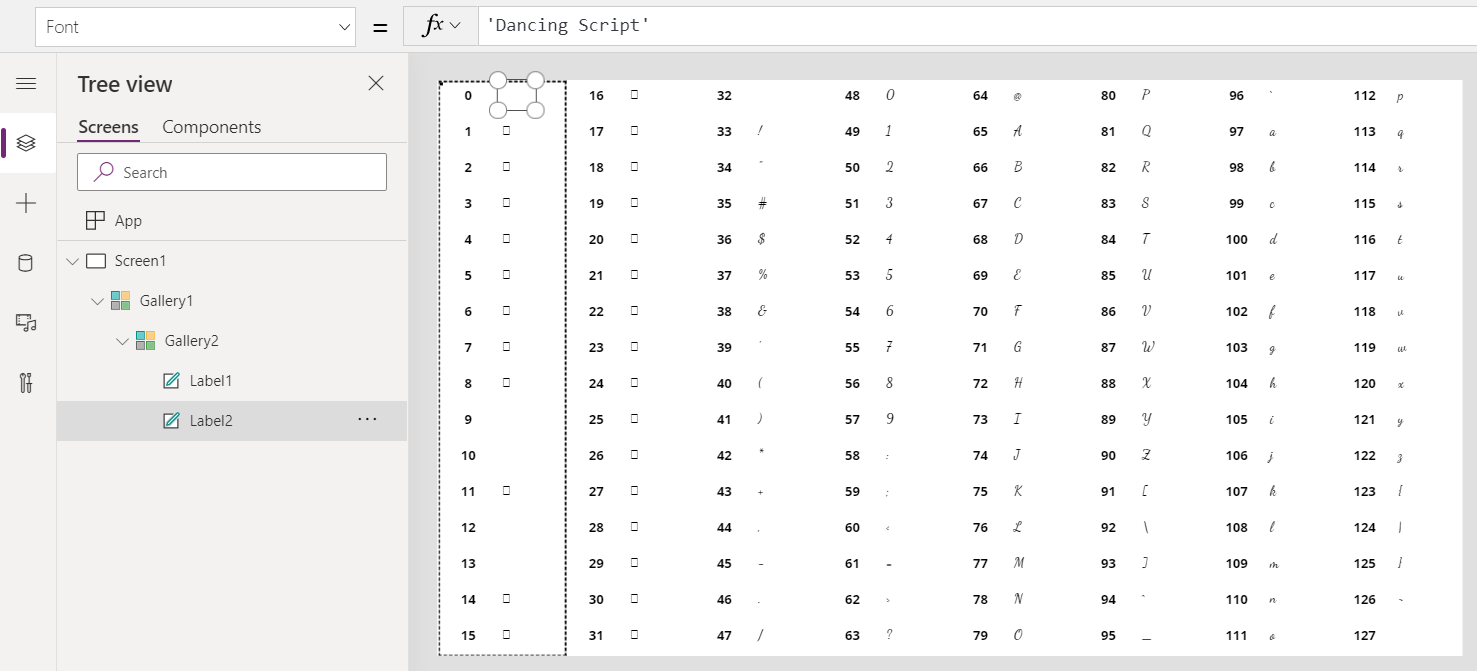 Font = fx 'Dancing Script'
Tree view
Screens Components
Search
App
Screen1
Gallery1
Gallery2
Label1
Label2 ...
0 16 □ 32 48 0 64 @ 80 P 96 ` 112 p
1 □ 17 □ 33 ! 49 1 65 A 81 Q 97 a 113 q
2 □ 18 □ 34 " 50 2 66 B 82 R 98 b 114 r
3 □ 19 □ 35 # 51 3 67 C 83 S 99 c 115 s
4 □ 20 □ 36 $ 52 4 68 D 84 T 100 d 116 t
5 □ 21 □ 37 % 53 5 69 E 85 U 101 e 117 u
6 □ 22 □ 38 & 54 6 70 F 86 V 102 f 118 v
7 □ 23 □ 39 ' 55 7 71 G 87 W 103 g 119 w
8 □ 24 □ 40 ( 56 8 72 H 88 X 104 h 120 x
9 25 □ 41 ) 57 9 73 I 89 Y 105 i 121 y
10 26 □ 42 * 58 : 74 J 90 Z 106 j 122 z
11 □ 27 □ 43 + 59 ; 75 K 91 [ 107 k 123 {
12 28 □ 44 , 60 < 76 L 92 \ 108 l 124 |
13 29 □ 45 - 61 = 77 M 93 ] 109 m 125 }
14 □ 30 □ 46 . 62 > 78 N 94 ^ 110 n 126 ~
15 □ 31 □ 47 / 63 ? 79 O 95 _ 111 o 127